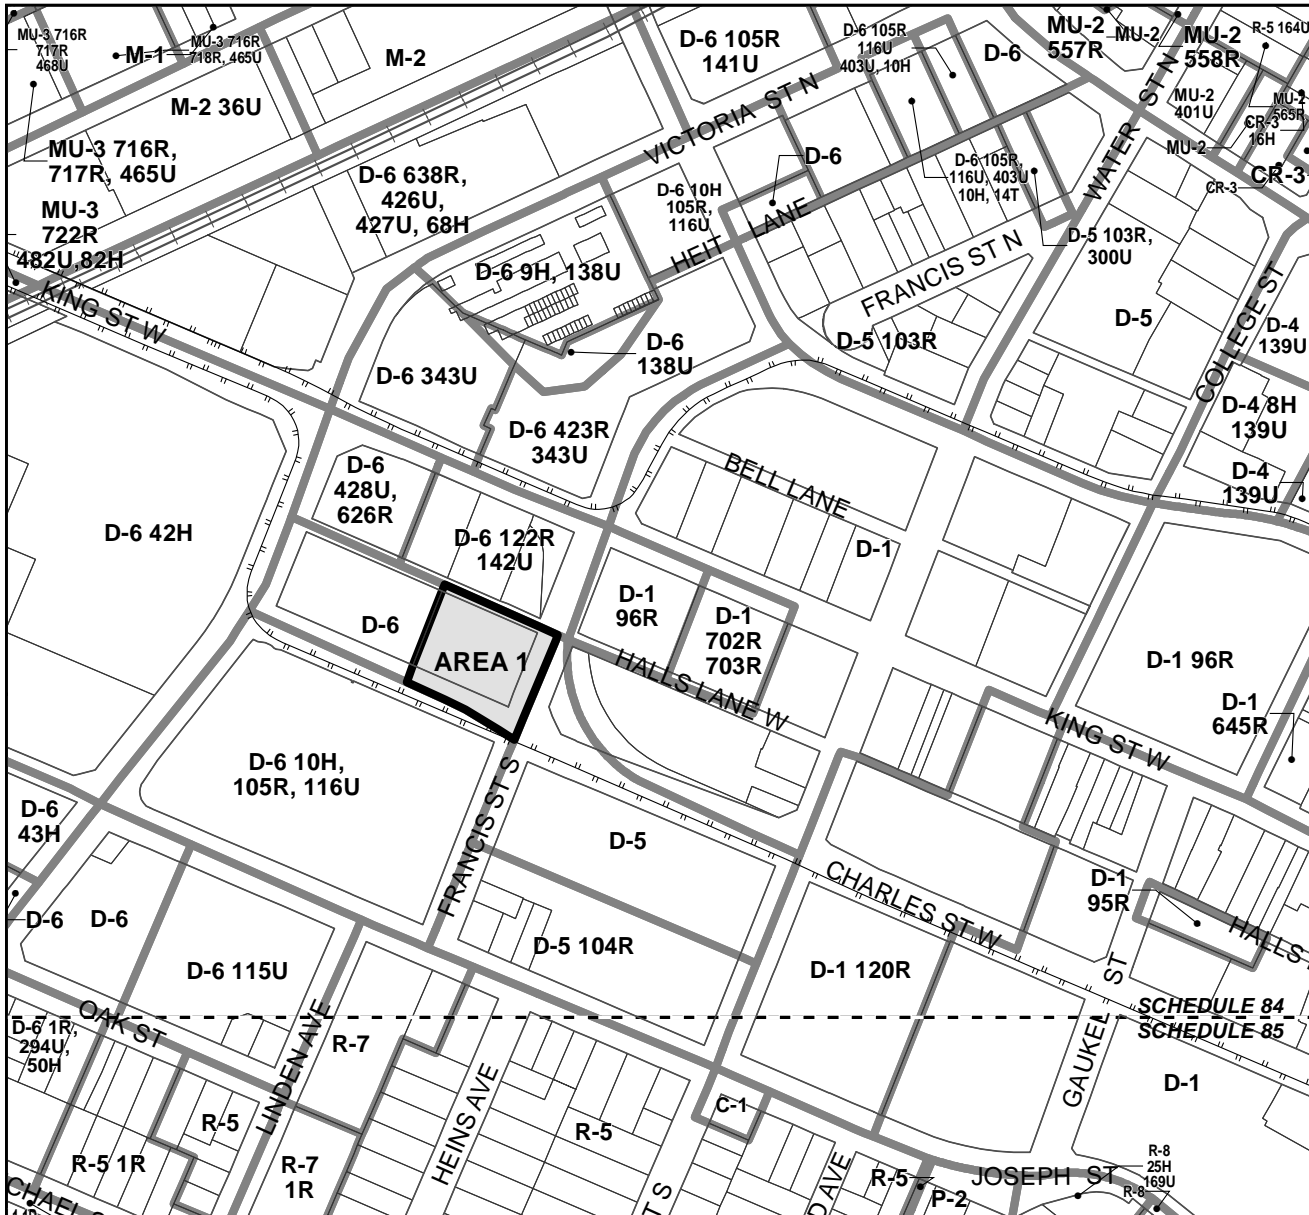 MU-3 716R
717R
468U
M-1
MU-3 716R
718R, 465U
M-2
D-6 105R
141U
D-6 105R
116U
403U, 10H
D-6
MU-2
557R
MU-2
MU-2
558R
R-5 164U
M-2 36U
MU-2
401U
MU-2
565R
CR-3
16H
MU-2
CR-3
CR-3
MU-3 716R,
717R, 465U
D-6 638R,
426U,
427U, 68H
VICTORIA ST N
D-6
D-6 105R,
116U, 403U
10H, 14T
WATER ST N
MU-3
722R
482U,82H
D-6 10H
105R,
116U
HEIT LANE
D-5 103R,
300U
KING ST W
D-6 9H, 138U
FRANCIS ST N
COLLEGE ST
D-5
D-4
139U
D-6
138U
D-5 103R
D-6 343U
D-6 423R
343U
D-4 8H
139U
D-4
139U
D-6
428U,
626R
BELL LANE
D-6 42H
D-6 122R
142U
D-1
D-1
96R
D-1
702R
703R
D-6
AREA 1
HALLS LANE W
D-1 96R
D-1
645R
KING ST W
D-6 10H,
105R, 116U
D-6
43H
D-5
FRANCIS ST S
CHARLES ST W
D-1
95R
HALLS
D-6
D-6
D-5 104R
D-6 115U
D-1 120R
GAUKEL ST
SCHEDULE 84
SCHEDULE 85
OAK ST
D-6 1R,
294U,
50H
LINDEN AVE
R-7
D-1
HEINS AVE
C-1
R-5
R-5
R-5 1R
R-7
1R
R-8
25H
169U
R-8
R-5
P-2
JOSEPH ST
CHAEL
T S
D AVE